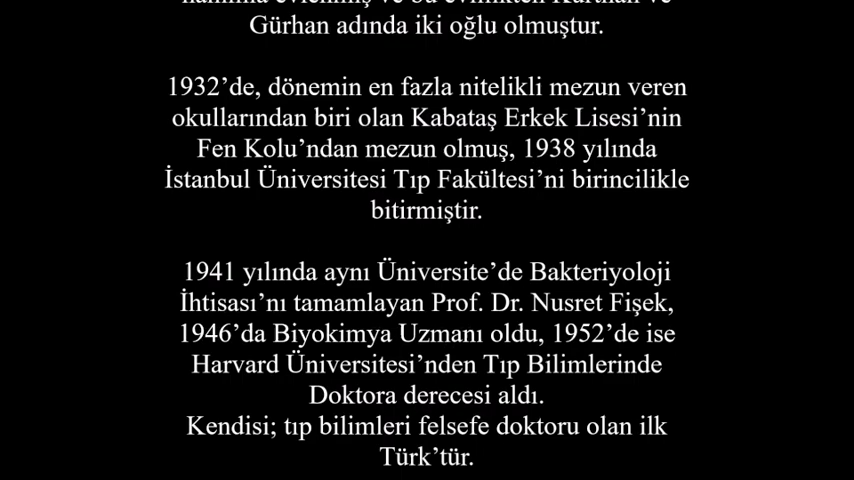 Gürhan adında iki oğlu olmuştur.
1932’de, dönemin en fazla nitelikli mezun veren
okullarından biri olan Kabataş Erkek Lisesi’nin
Fen Kolu’ndan mezun olmuş, 1938 yılında
İstanbul Üniversitesi Tıp Fakültesi’ni birincilikle
bitirmiştir.
1941 yılında aynı Üniversite’de Bakteriyoloji
İhtisası’nı tamamlayan Prof. Dr. Nusret Fişek,
1946’da Biyokimya Uzmanı oldu, 1952’de ise
Harvard Üniversitesi’nden Tıp Bilimlerinde
Doktora derecesi aldı.
Kendisi; tıp bilimleri felsefe doktoru olan ilk
Türk’tür.